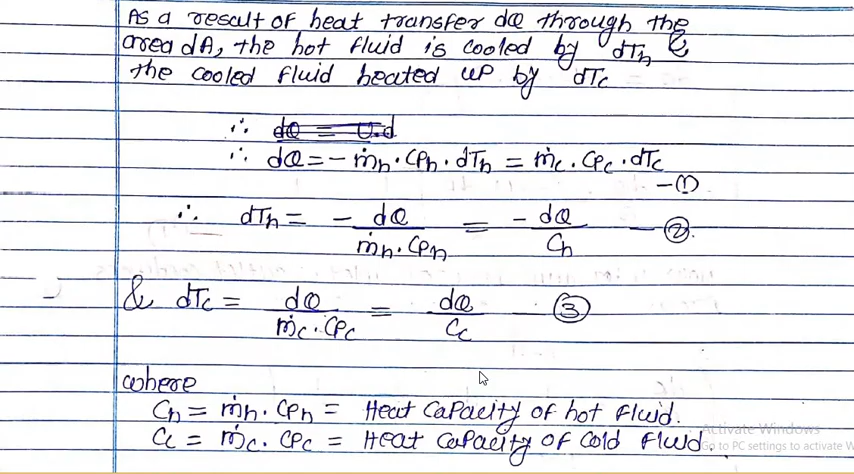 As a result of heat transfer dQ through the
area dA, the hot fluid is cooled by dTh &
the cooled fluid heated up by dTc
∴ dQ = U.d
∴ dQ = - ṁh · Cph · dTh = ṁc · Cpc · dTc
-①
∴ dTh = - dQ / ṁh · Cph = - dQ / Ch — ②
& dTc = dQ / ṁc · Cpc = dQ / Cc — ③
where
Ch = ṁh · Cph = Heat Capacity of hot fluid.
Cc = ṁc · Cpc = Heat Capacity of Cold Fluid.
Activate Windows
Go to PC settings to activate W